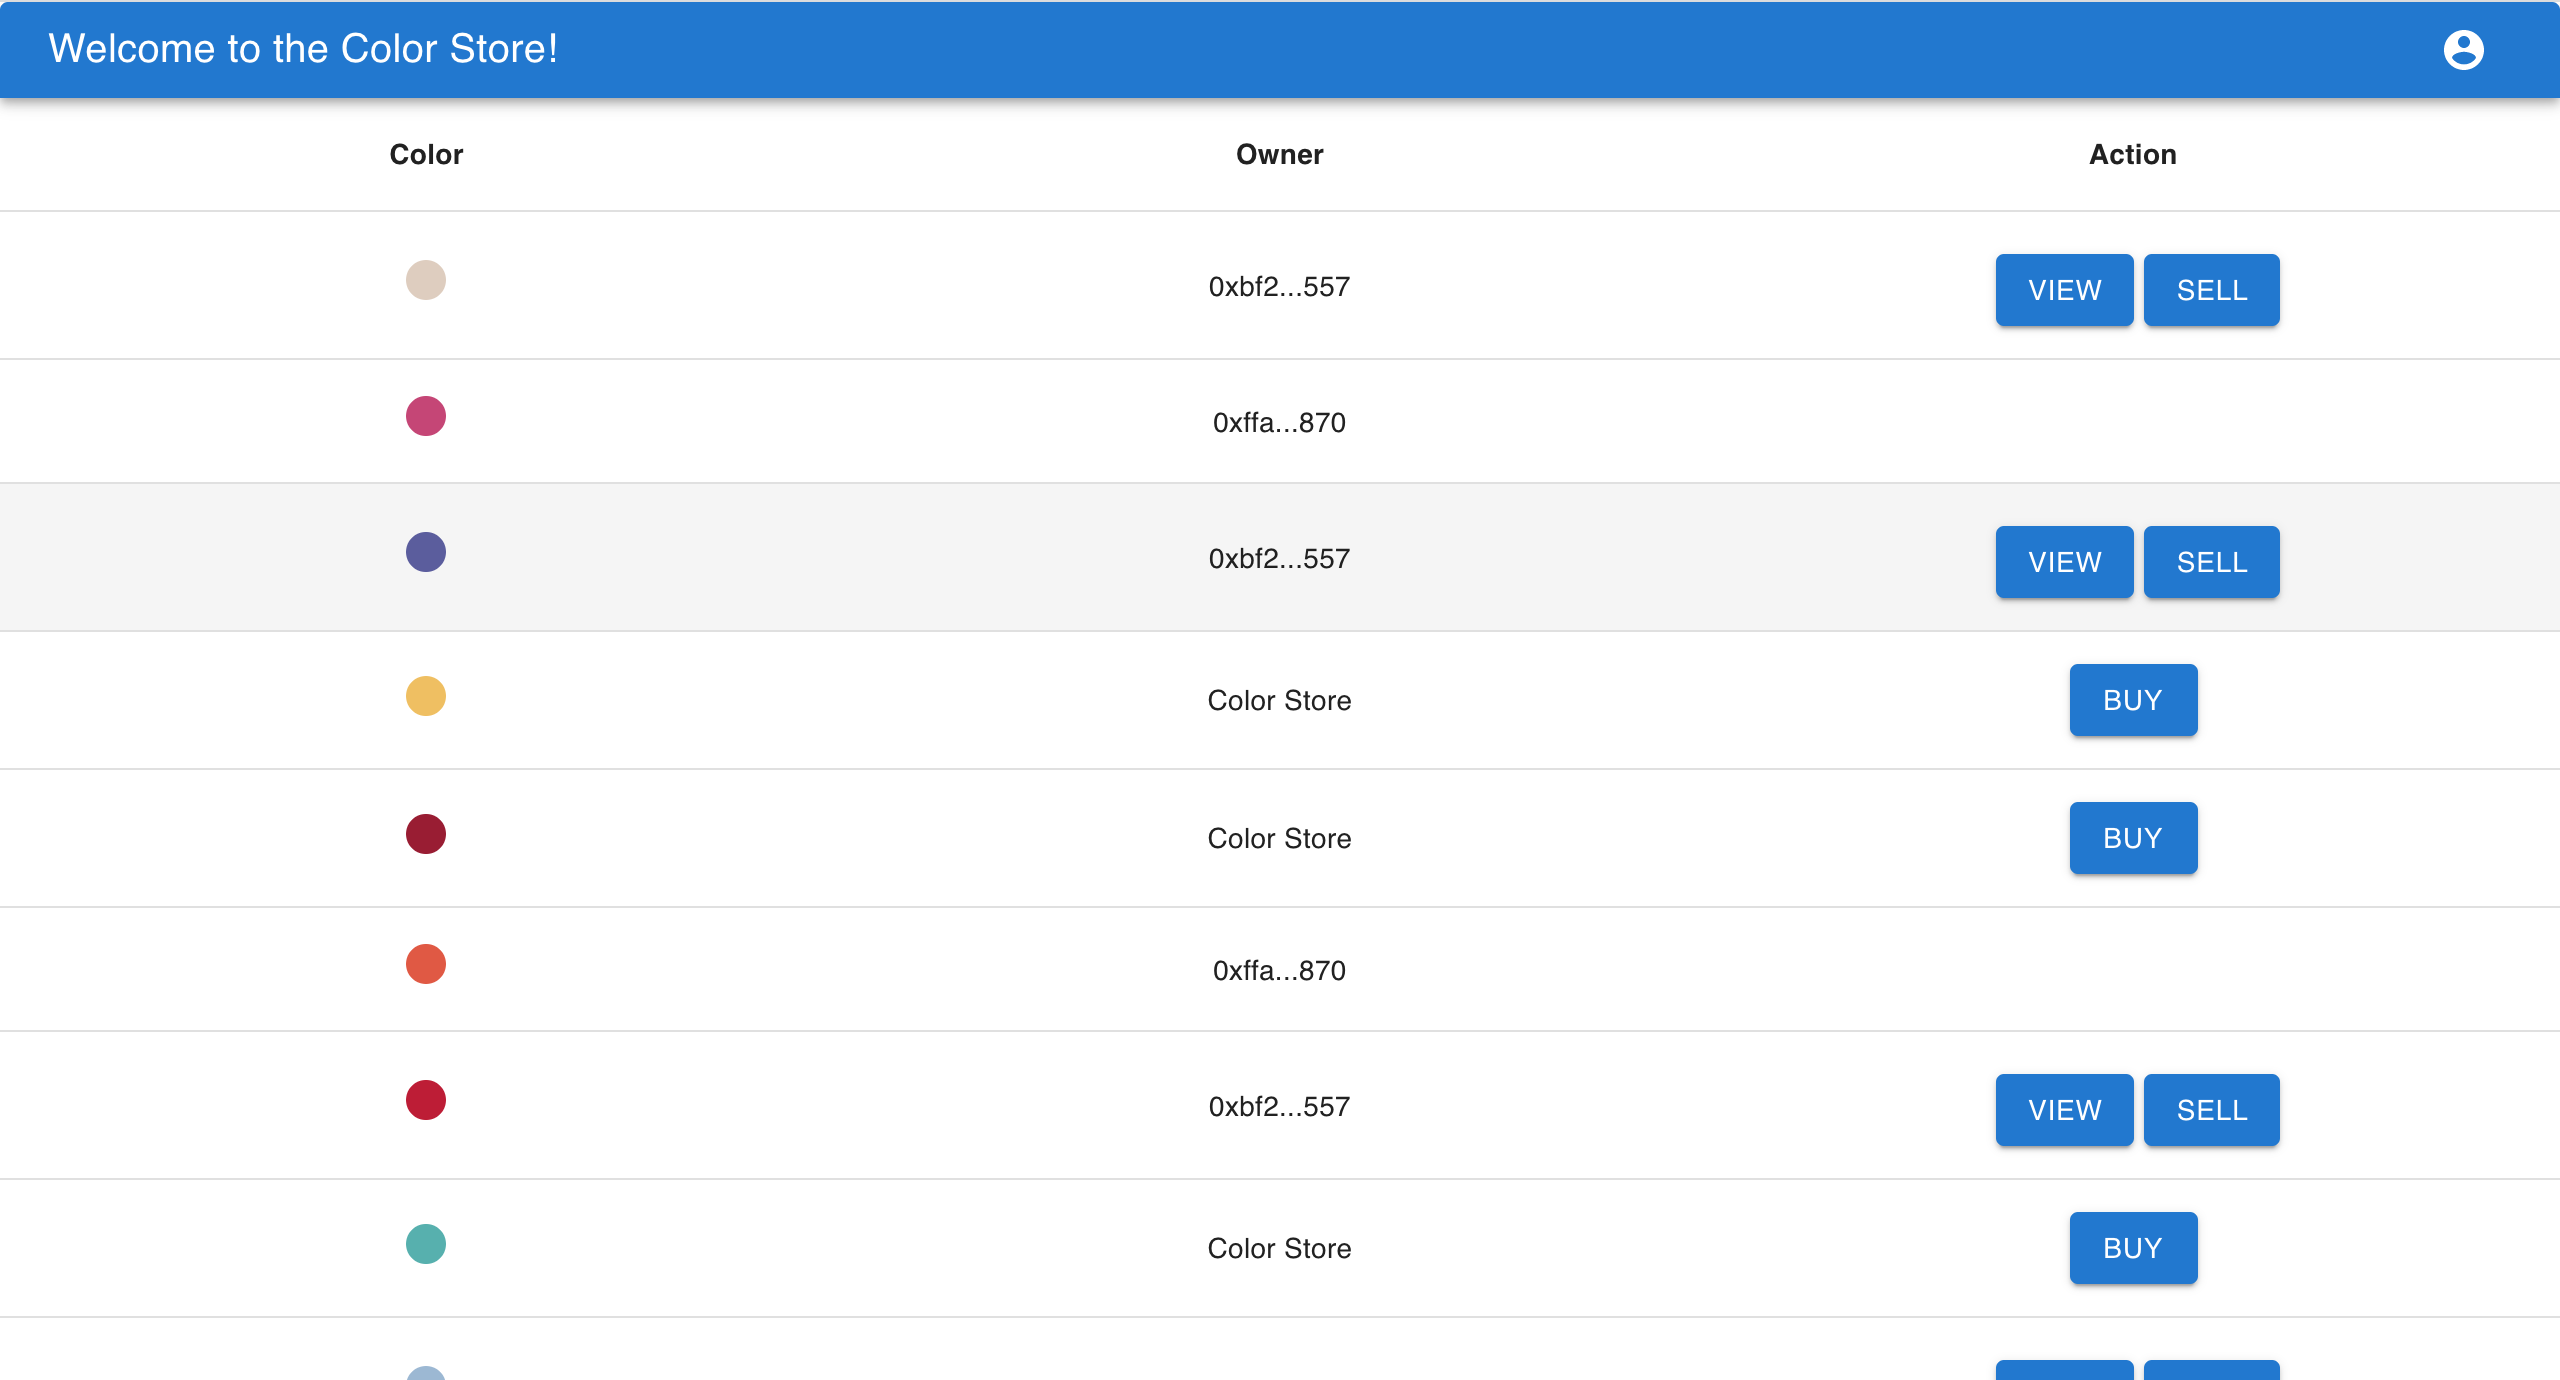 Welcome to the Color Store!
Color Owner Action
0xbf2...557 VIEW SELL
0xffa...870
0xbf2...557 VIEW SELL
Color Store BUY
Color Store BUY
0xffa...870
0xbf2...557 VIEW SELL
Color Store BUY